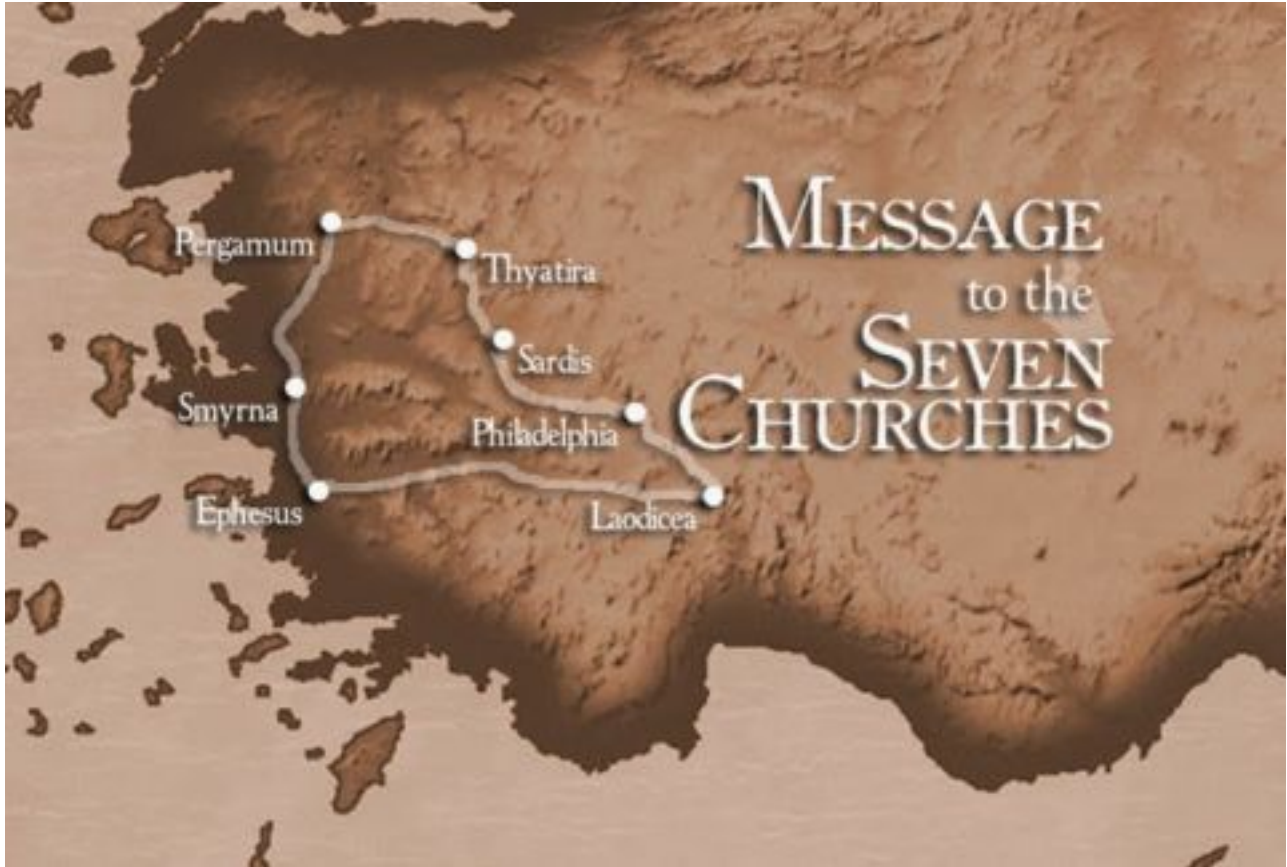 Pergamum
Thyatira
Sardis
Smyrna
Philadelphia
Ephesus
Laodicea
MESSAGE
to the
SEVEN
CHURCHES